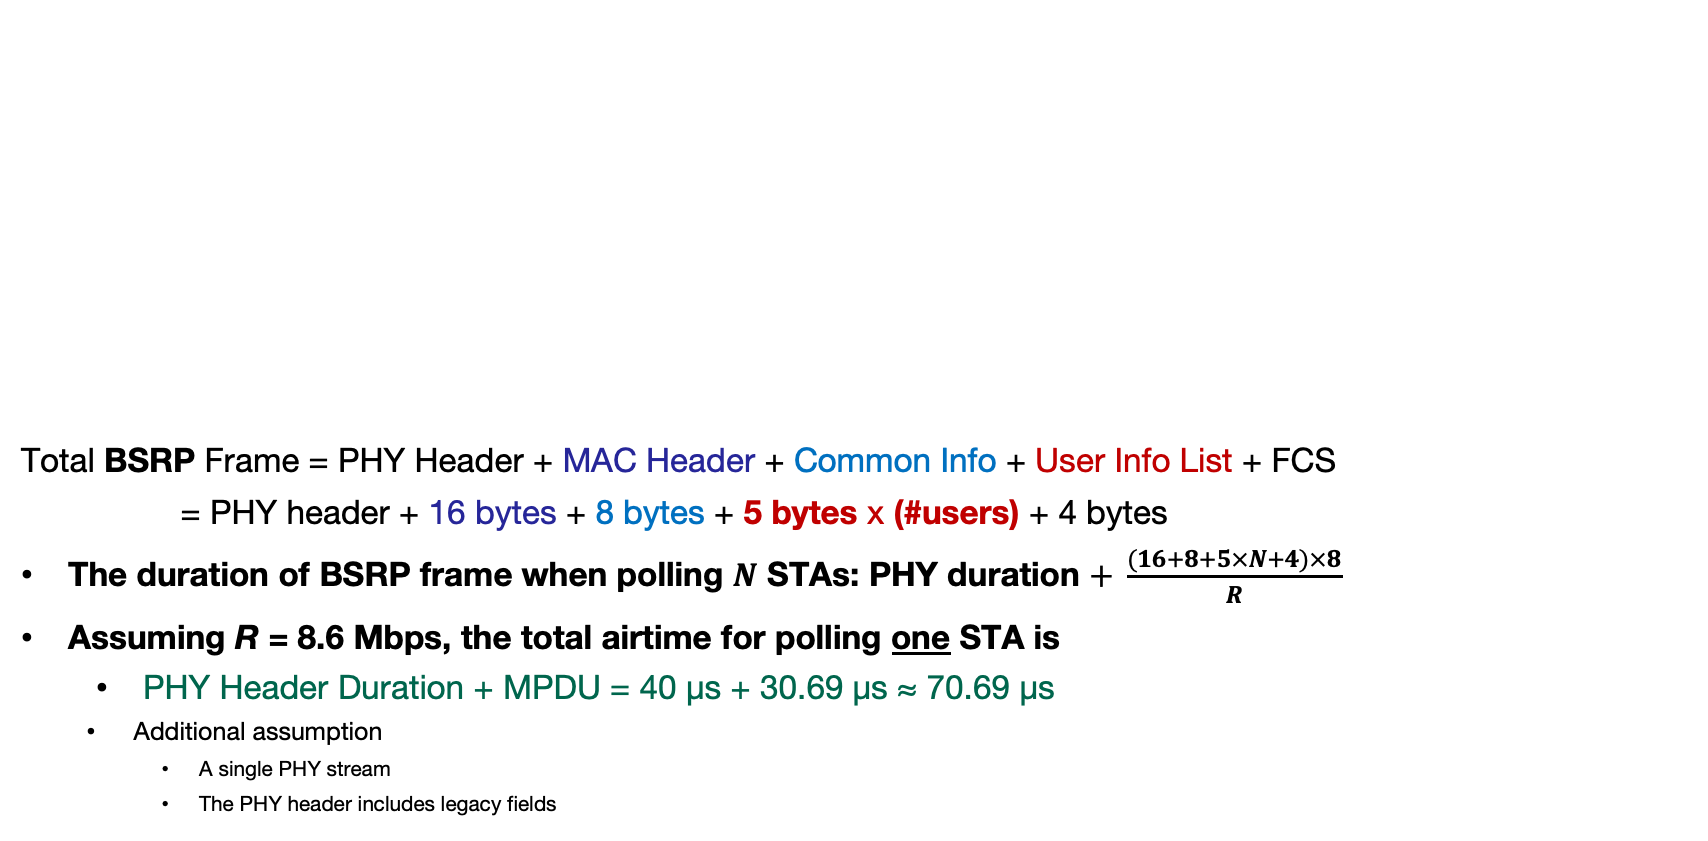 Total BSRP Frame = PHY Header + MAC Header + Common Info + User Info List + FCS
= PHY header + 16 bytes + 8 bytes + 5 bytes x (#users) + 4 bytes
• The duration of BSRP frame when polling N STAs: PHY duration + (16+8+5×N+4)×8 / R
• Assuming R = 8.6 Mbps, the total airtime for polling one STA is
• PHY Header Duration + MPDU = 40 µs + 30.69 µs ≈ 70.69 µs
• Additional assumption
• A single PHY stream
• The PHY header includes legacy fields